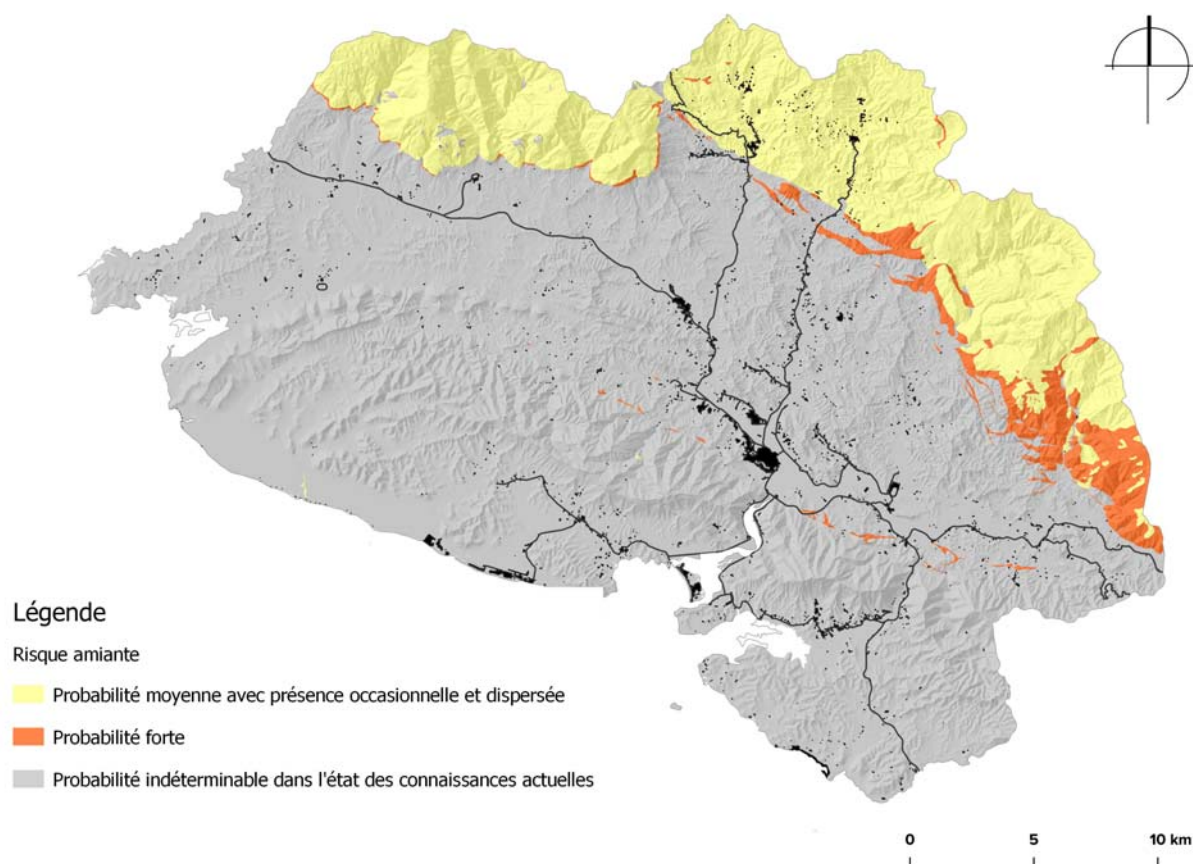 Légende
Risque amiante
Probabilité moyenne avec présence occasionnelle et dispersée
Probabilité forte
Probabilité indéterminable dans l'état des connaissances actuelles
0 5 10 km